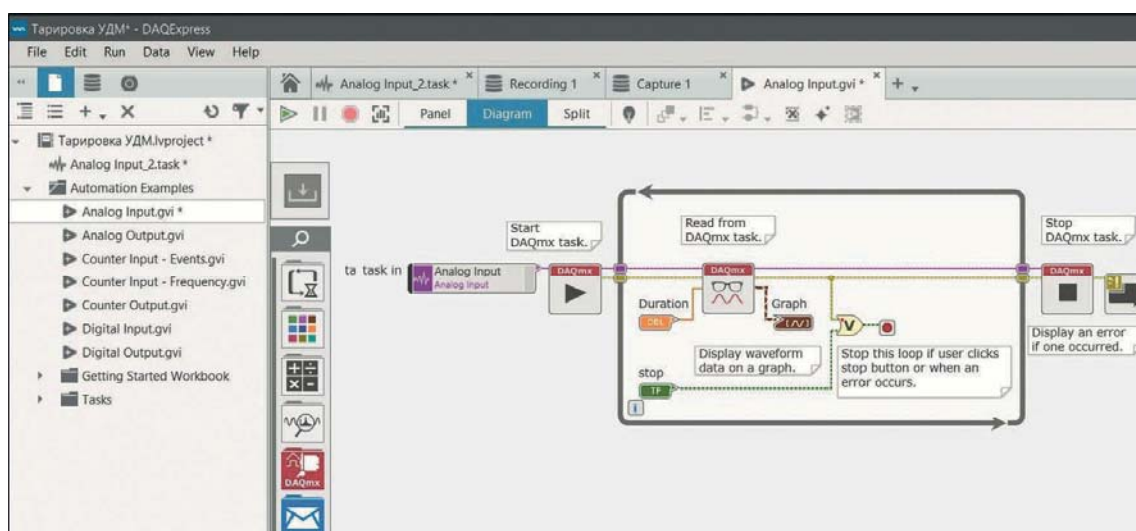 Тарировка УДМ* - DAQExpress
File Edit Run Data View Help
Analog Input_2.task *
Recording 1
Capture 1
Analog Input.gvi *
Panel Diagram Split
Тарировка УДМ.lvproject *
Analog Input_2.task *
Automation Examples
Analog Input.gvi *
Analog Output.gvi
Counter Input - Events.gvi
Counter Input - Frequency.gvi
Counter Output.gvi
Digital Input.gvi
Digital Output.gvi
Getting Started Workbook
Tasks
DAQmx
Start
DAQmx task.
ta task in
Analog Input
Analog Input
DAQmx
Read from
DAQmx task.
DAQmx
Duration
DBL
Graph
Display waveform
data on a graph.
stop
TF
i
V
Stop this loop if user clicks
stop button or when an
error occurs.
Stop
DAQmx task.
DAQmx
Display an error
if one occurred.